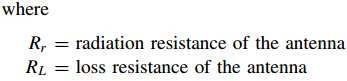 where
R_r = radiation resistance of the antenna
R_L = loss resistance of the antenna